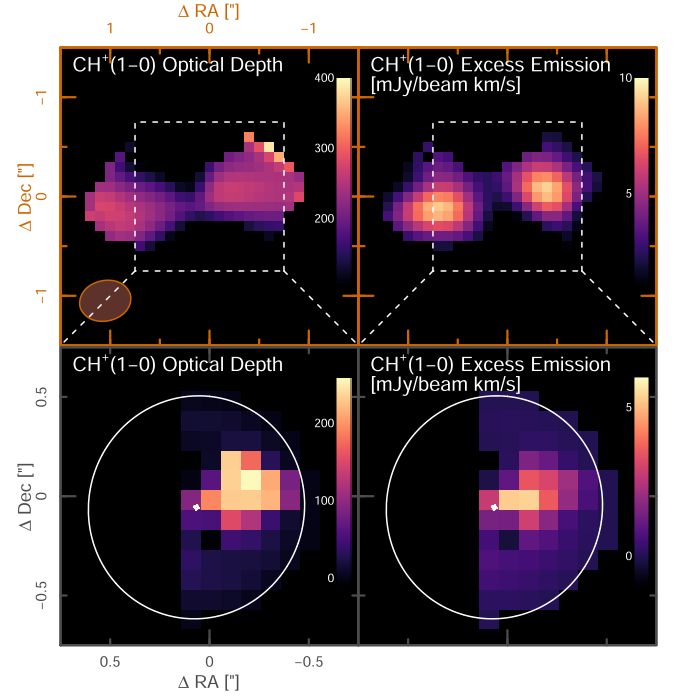 Δ RA ["]
1 0 −1
CH⁺(1−0) Optical Depth
400
300
200
CH⁺(1−0) Excess Emission
[mJy/beam km/s]
10
5
Δ Dec ["]
−1
0
−1
CH⁺(1−0) Optical Depth
200
100
0
CH⁺(1−0) Excess Emission
[mJy/beam km/s]
5
0
Δ Dec ["]
0.5
0
−0.5
0.5 0 −0.5
Δ RA ["]